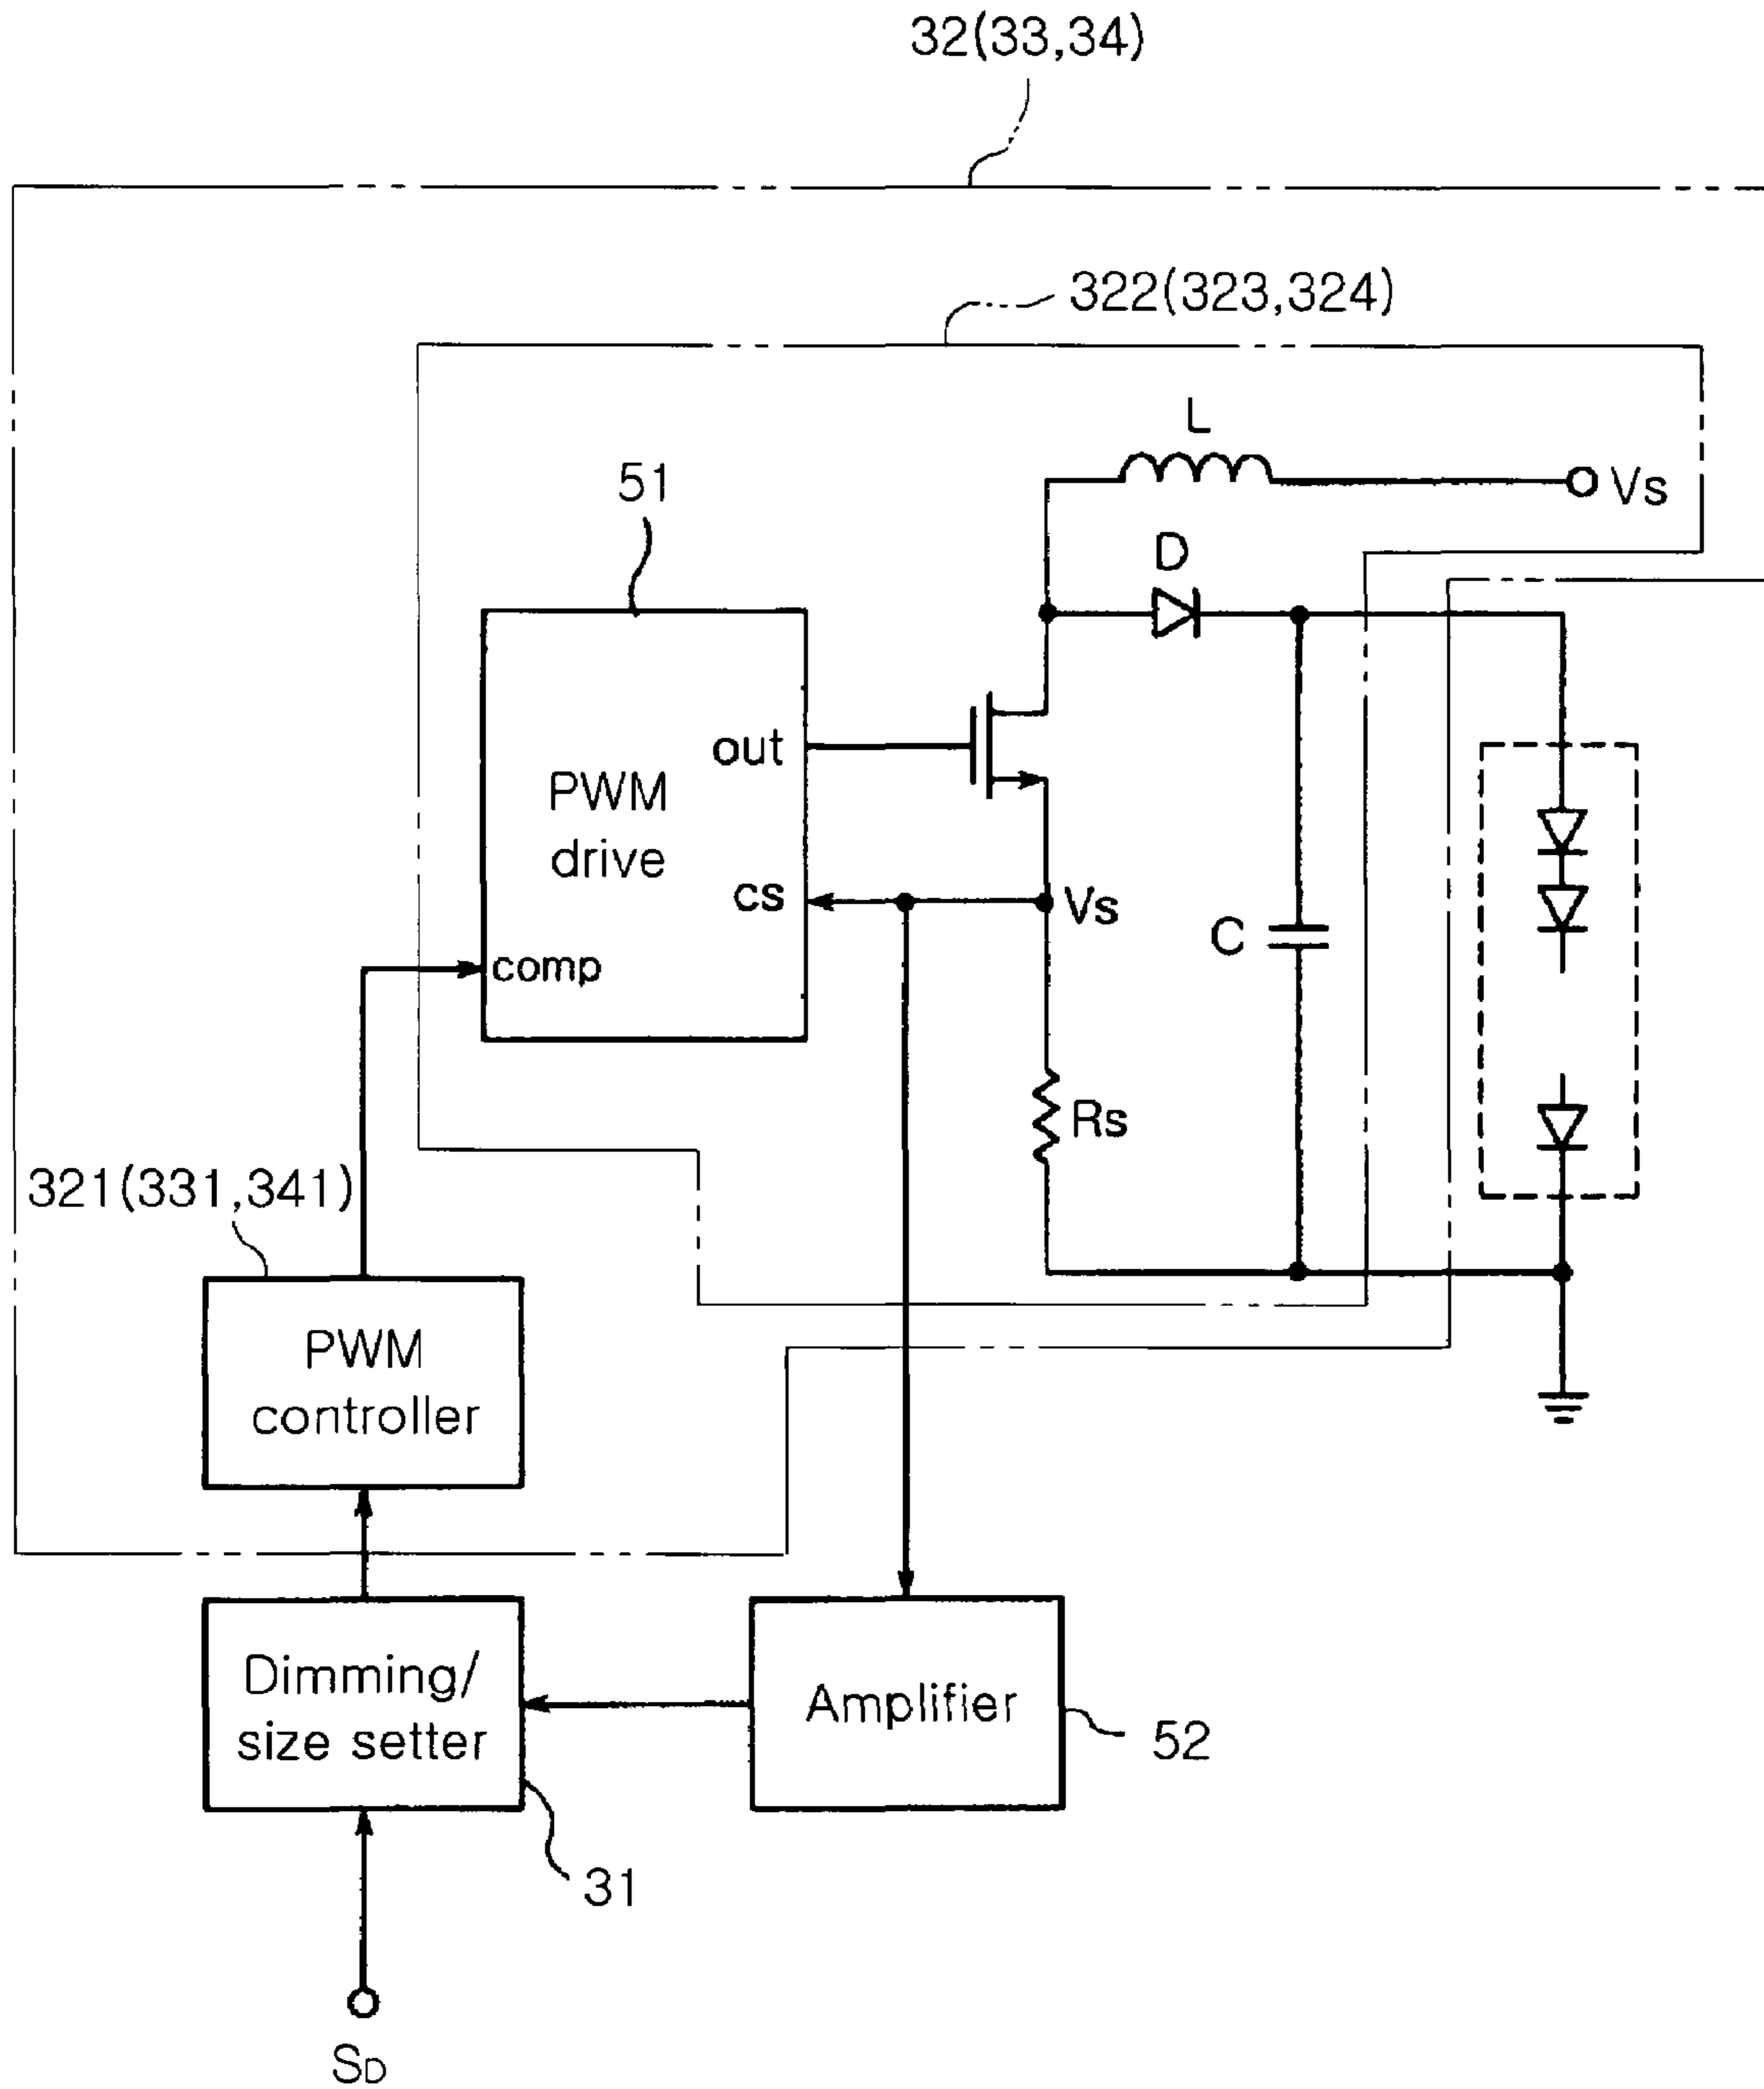 32(33,34)
322(323,324)
L
Vs
51
D
out
PWM
drive
cs
Vs
C
comp
Rs
321(331,341)
PWM
controller
Dimming/
size setter
Amplifier
52
31
SD